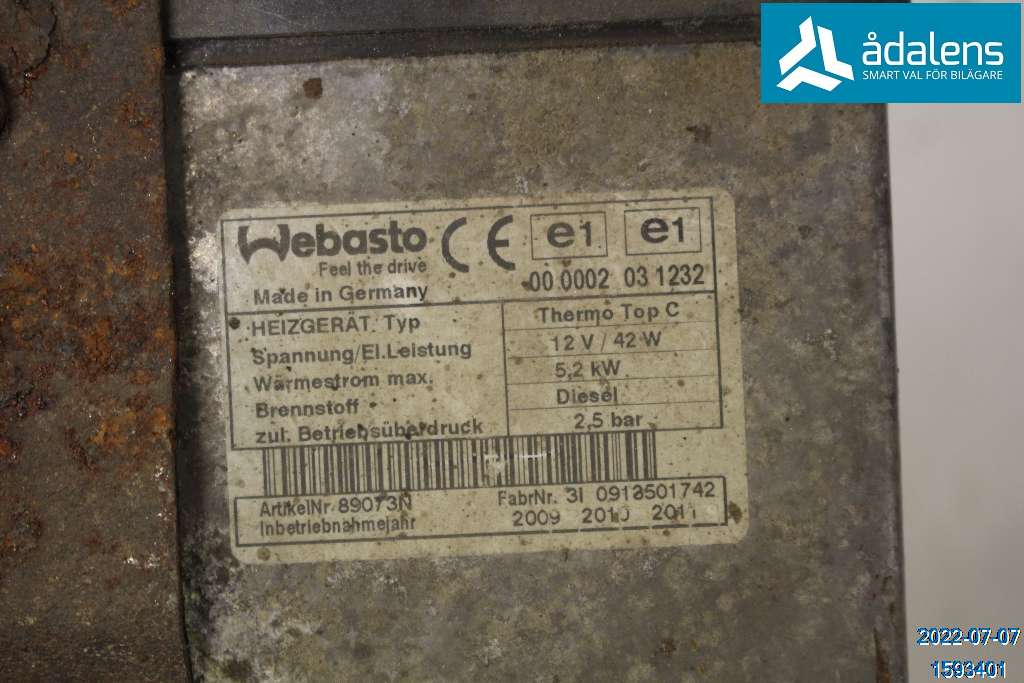 ådalens
SMART VAL FÖR BILÄGARE
Webasto
Feel the drive
Made in Germany
CE e1 e1
00 0002 03 1232
HEIZGERÄT Typ Thermo Top C
Spannung/El.Leistung 12 V / 42 W
Wärmestrom max. 5,2 kW
Brennstoff Diesel
zul. Betriebsüberdruck 2,5 bar
ArtikelNr. 89073N FabrNr. 3I 0913501742
Inbetriebnahmejahr 2009 2010 2011
2022-07-07
1593401